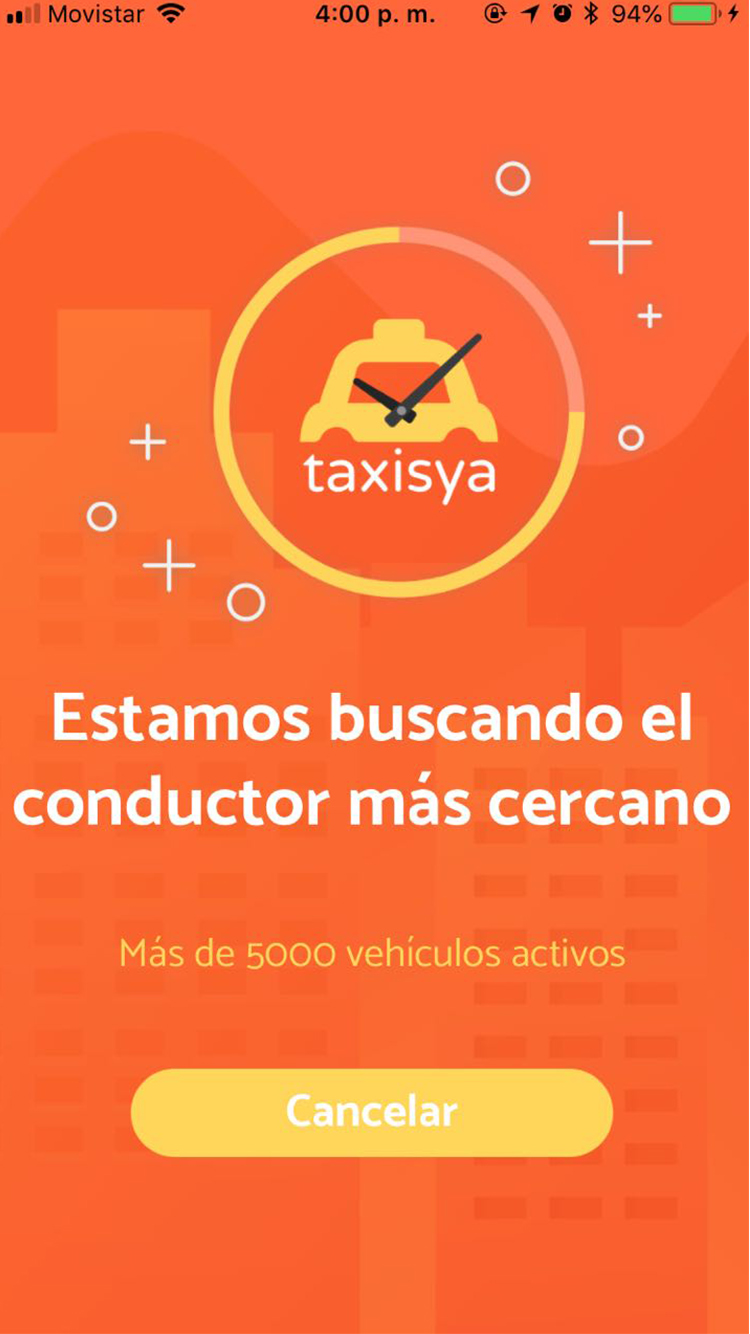 Movistar 4:00 p. m. 94%
taxisya
Estamos buscando el
conductor más cercano
Más de 5000 vehículos activos
Cancelar